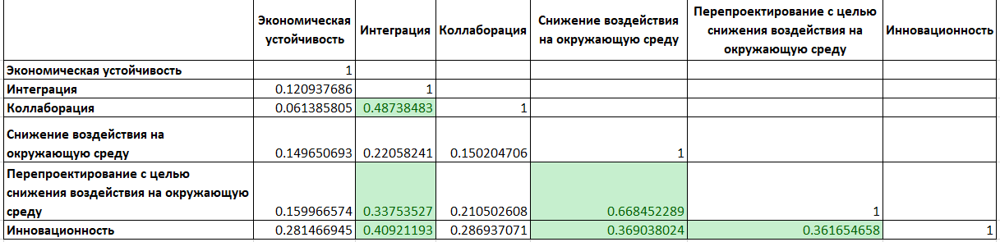 Экономическая устойчивость Интеграция Коллаборация Снижение воздействия на окружающую среду Перепроектирование с целью снижения воздействия на окружающую среду Инновационность
Экономическая устойчивость 1
Интеграция 0.120937686 1
Коллаборация 0.061385805 0.48738483 1
Снижение воздействия на
окружающую среду 0.149650693 0.22058241 0.150204706 1
Перепроектирование с целью
снижения воздействия на окружающую
среду 0.159966574 0.33753527 0.210502608 0.668452289 1
Инновационность 0.281466945 0.40921193 0.286937071 0.369038024 0.361654658 1